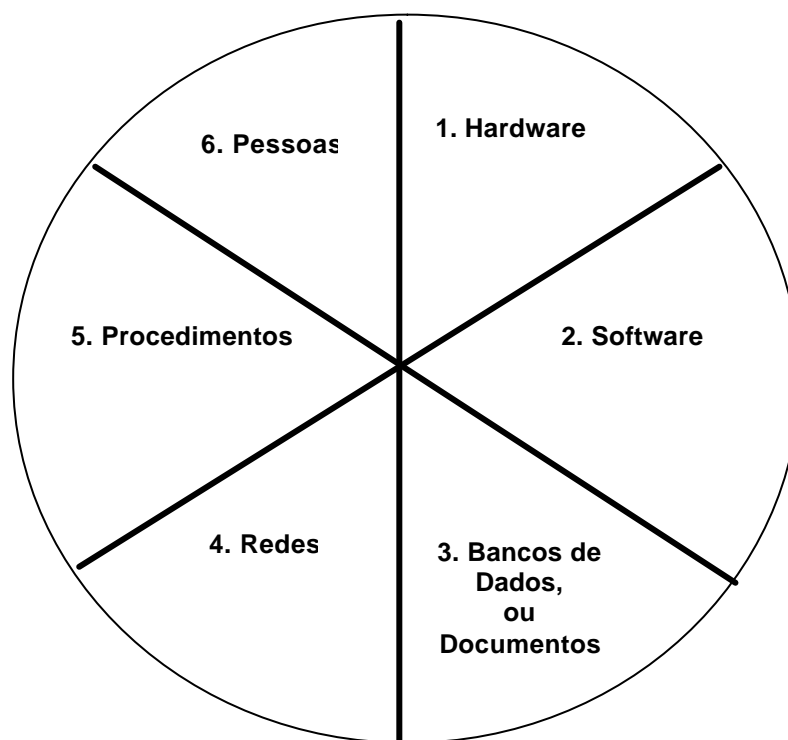 1. Hardware
2. Software
3. Bancos de
Dados,
ou
Documentos
4. Redes
5. Procedimentos
6. Pessoas